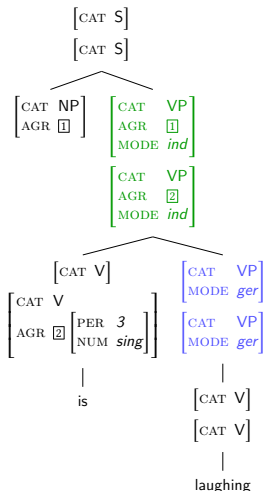 [CAT S]
[CAT S]
[CAT NP AGR 1] [CAT VP AGR 1 MODE ind]
[CAT VP AGR 2 MODE ind]
[CAT V] [CAT VP MODE ger]
[CAT V AGR 2 [PER 3 NUM sing]] [CAT VP MODE ger]
is [CAT V]
[CAT V]
laughing